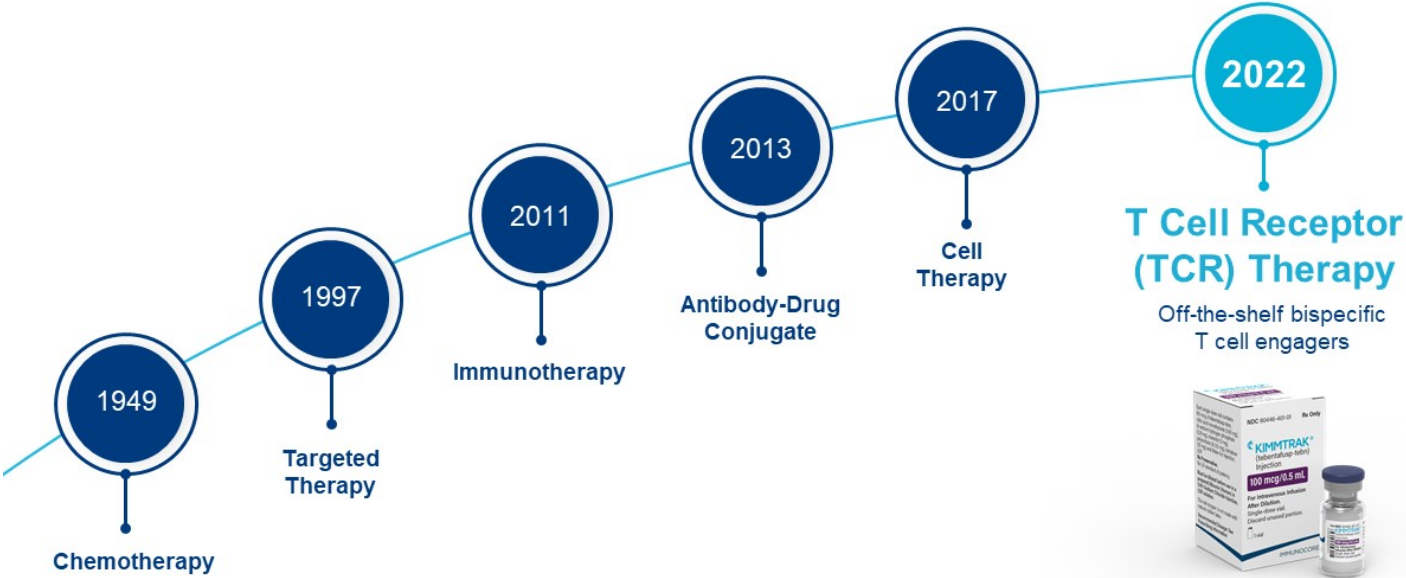 1949
Chemotherapy
1997
Targeted
Therapy
2011
Immunotherapy
2013
Antibody-Drug
Conjugate
2017
Cell
Therapy
2022
T Cell Receptor
(TCR) Therapy
Off-the-shelf bispecific
T cell engagers
Rx Only
KIMMTRAK®
(tebentafusp-tebn)
Injection
100 mcg/0.5 mL
For Intravenous Infusion
After Dilution.
Single-dose vial.
Discard unused portion.
1 vial
IMMUNOCORE